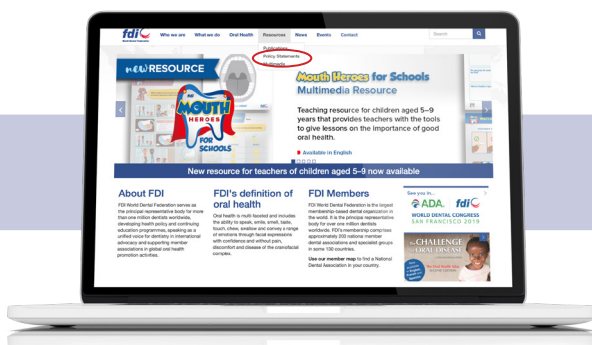 fdi
World Dental Federation
Who we are
What we do
Oral Health
Resources
News
Events
Contact
Search
Publications
Policy Statements
Multimedia
new RESOURCE
MOUTH
HEROES
FOR
SCHOOLS
Mouth Heroes for Schools
Multimedia Resource
Teaching resource for children aged 5–9
years that provides teachers with the tools
to give lessons on the importance of good
oral health.
Available in English
New resource for teachers of children aged 5-9 now available
About FDI
FDI World Dental Federation serves as
the principal representative body for more
than one million dentists worldwide,
developing health policy and continuing
education programmes, speaking as a
unified voice for dentistry in international
advocacy and supporting member
associations in global oral health
promotion activities.
FDI's definition of
oral health
Oral health is multi-faceted and includes
the ability to speak, smile, smell, taste,
touch, chew, swallow and convey a range
of emotions through facial expressions
with confidence and without pain,
discomfort and disease of the craniofacial
complex.
FDI Members
FDI World Dental Federation is the largest
membership-based dental organization in
the world. It is the principal representative
body for over one million dentists
worldwide. FDI's membership comprises
approximately 200 national member
dental associations and specialist groups
in some 130 countries.
Use our member map to find a National
Dental Association in your country.
See you in...
ADA. fdi
WORLD DENTAL CONGRESS
SAN FRANCISCO 2019
the CHALLENGE
of ORAL DISEASE